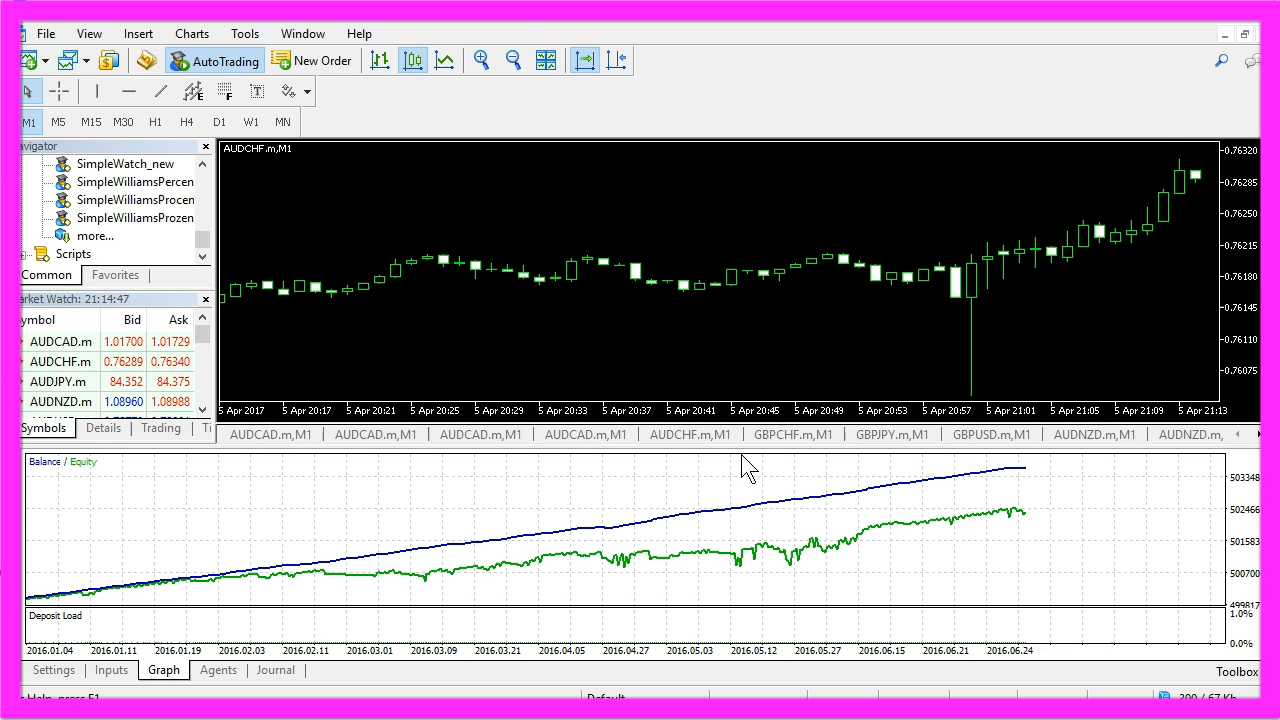 File View Insert Charts Tools Window Help
AutoTrading New Order
E F T
M1 M5 M15 M30 H1 H4 D1 W1 MN
avigator
SimpleWatch_new
SimpleWilliamsPercen
SimpleWilliamsProcen
SimpleWilliamsProzen
more...
Scripts
Common Favorites
arket Watch: 21:14:47
ymbol Bid Ask
AUDCAD.m 1.01700 1.01729
AUDCHF.m 0.76289 0.76340
AUDJPY.m 84.352 84.375
AUDNZD.m 1.08960 1.08988
Symbols Details Trading Ti
AUDCHF.m,M1
0.76320
0.76285
0.76250
0.76215
0.76180
0.76145
0.76110
0.76075
5 Apr 2017 5 Apr 20:17 5 Apr 20:21 5 Apr 20:25 5 Apr 20:29 5 Apr 20:33 5 Apr 20:37 5 Apr 20:41 5 Apr 20:45 5 Apr 20:49 5 Apr 20:53 5 Apr 20:57 5 Apr 21:01 5 Apr 21:05 5 Apr 21:09 5 Apr 21:13
AUDCAD.m,M1 AUDCAD.m,M1 AUDCAD.m,M1 AUDCAD.m,M1 AUDCHF.m,M1 GBPCHF.m,M1 GBPJPY.m,M1 GBPUSD.m,M1 AUDNZD.m,M1 AUDNZD.m,
Balance / Equity
503348
502466
501583
500700
499817
Deposit Load
1.0%
0.0%
2016.01.04 2016.01.11 2016.01.19 2016.02.03 2016.02.11 2016.03.01 2016.03.09 2016.03.21 2016.04.05 2016.04.27 2016.05.03 2016.05.12 2016.05.27 2016.06.15 2016.06.21 2016.06.24
Settings Inputs Graph Agents Journal
Toolbox
r Help, press F1 Default 390 / 67 Kb